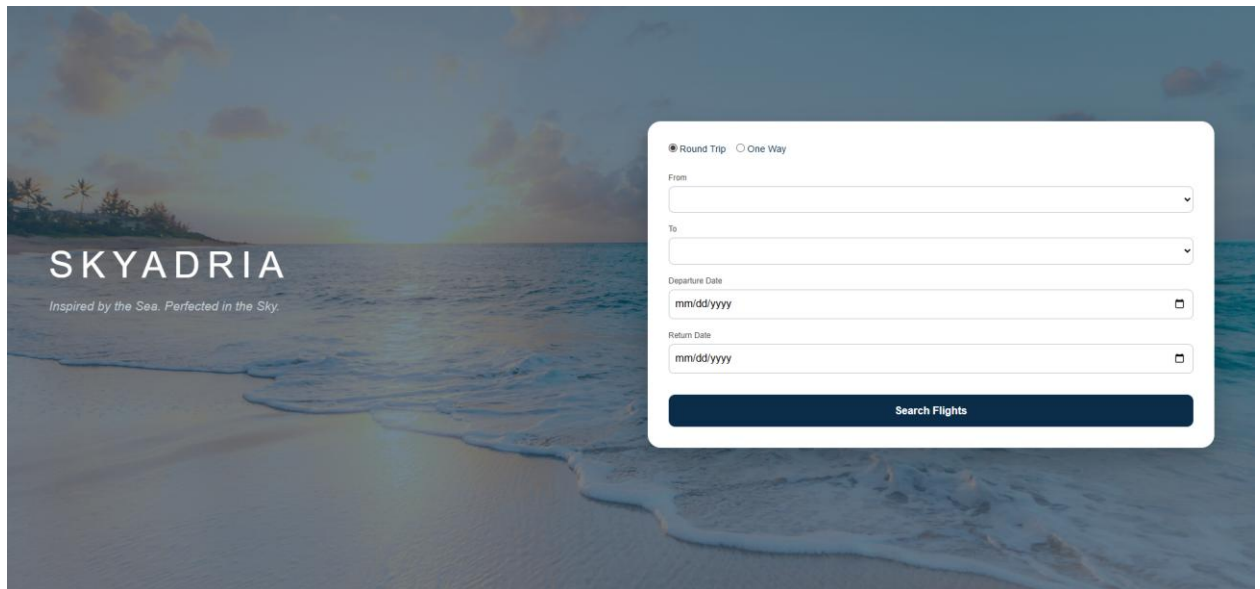 SKYADRIA
Inspired by the Sea. Perfected in the Sky.
Round Trip One Way
From
To
Departure Date
mm/dd/yyyy
Return Date
mm/dd/yyyy
Search Flights